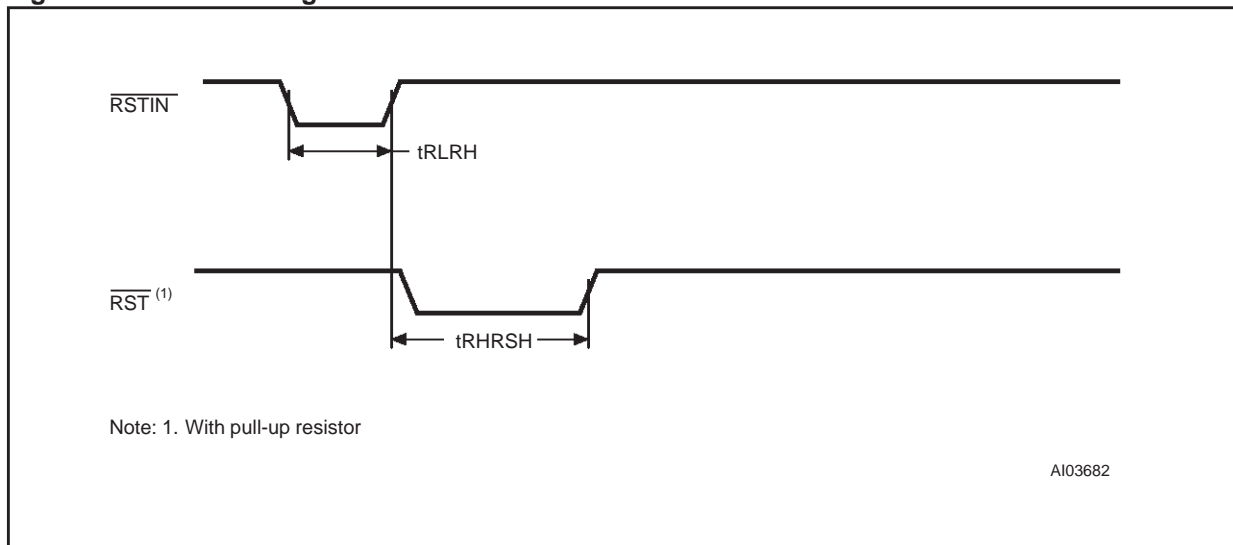 RSTIN
tRLRH
RST (1)
tRHRSH
Note: 1. With pull-up resistor
AI03682